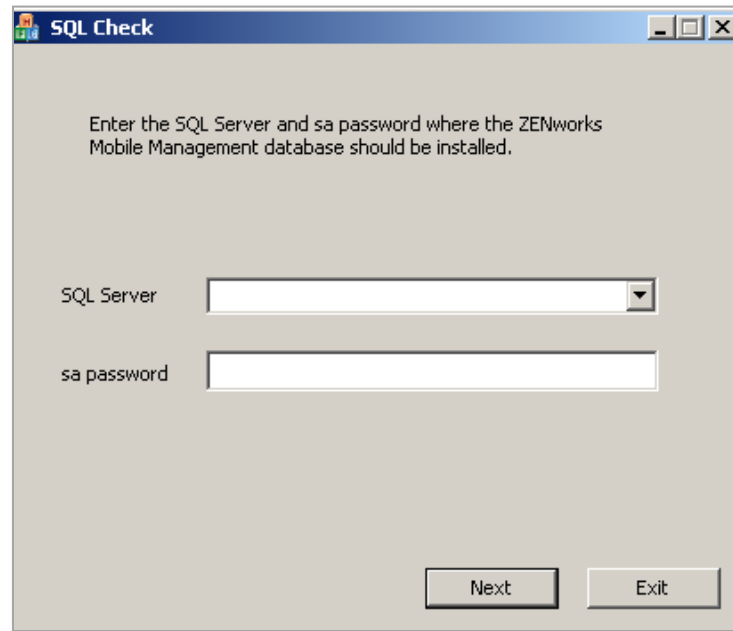 SQL Check
Enter the SQL Server and sa password where the ZENworks
Mobile Management database should be installed.
SQL Server
sa password
Next
Exit